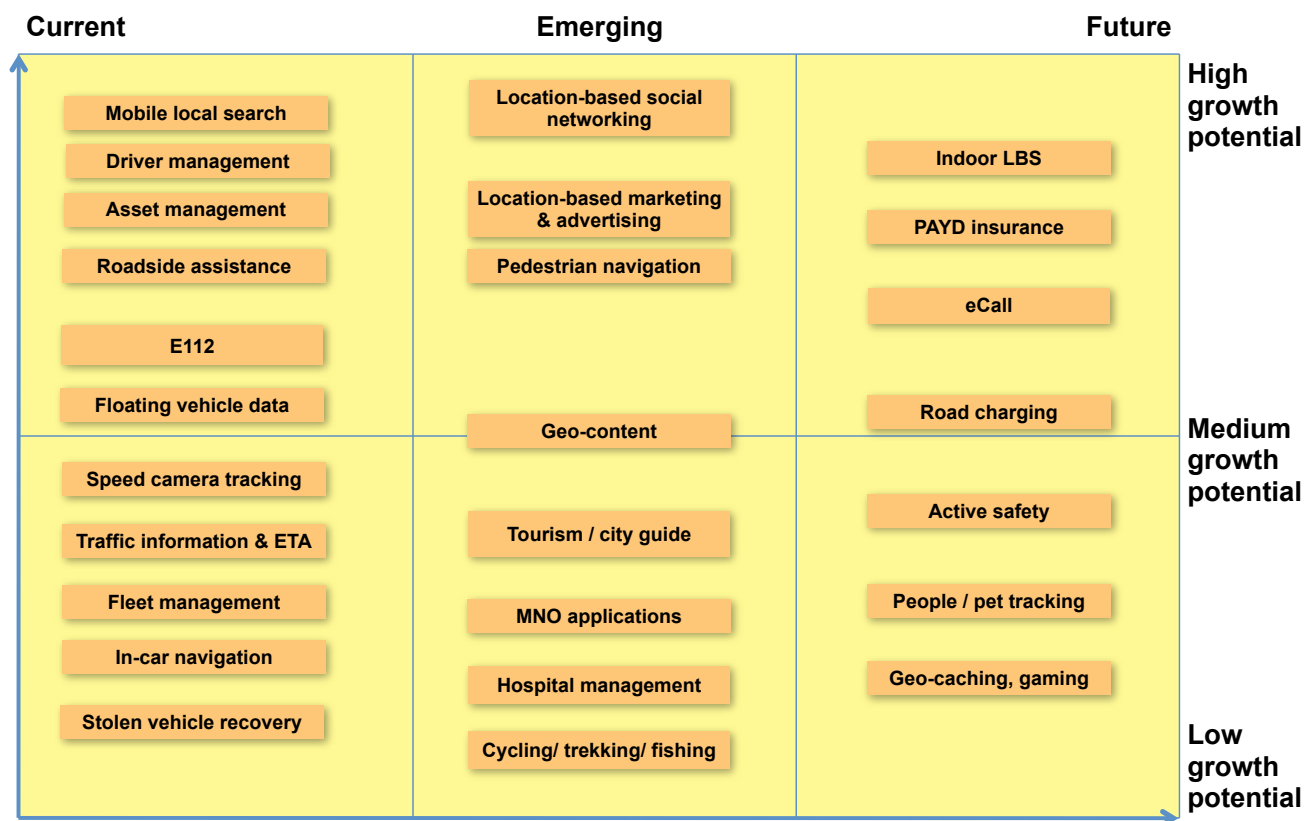 Current
Emerging
Future
High
growth
potential
Medium
growth
potential
Low
growth
potential
Mobile local search
Driver management
Asset management
Roadside assistance
E112
Floating vehicle data
Speed camera tracking
Traffic information & ETA
Fleet management
In-car navigation
Stolen vehicle recovery
Location-based social
networking
Location-based marketing
& advertising
Pedestrian navigation
Geo-content
Tourism / city guide
MNO applications
Hospital management
Cycling/ trekking/ fishing
Indoor LBS
PAYD insurance
eCall
Road charging
Active safety
People / pet tracking
Geo-caching, gaming